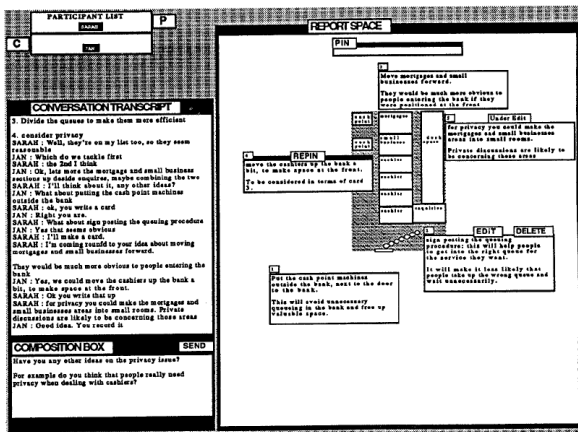 PARTICIPANT LIST
P
SARAH
C
JAN
CONVERSATION TRANSCRIPT
3. Divide the queues to make them more efficient
4. consider privacy
SARAH : Well, they're on my list too, so they seem
reasonable
JAN : Which do we tackle first
SARAH : the 2nd I think
JAN : Ok, lets more the mortgage and small business
sections up deside enquires, maybe combining the two
SARAH : I'll think about it, any other ideas?
JAN : What about putting the cash point machines
outside the bank
SARAH : ok, you write a card
JAN : Right you are.
SARAH : What about sign posting the queuing procedure
JAN : Yes that seems obvious
SARAH : I'll make a card.
SARAH : I'm coming rounfd to your idea about moving
mortgages and small businesses forward.
They would be much more obvious to people entering the
bank
JAN : Yes, we could move the cashiers up the bank a
bit, to make space at the front.
SARAH : Ok you write that up
SARAH : for privacy you could make the mortgages and
small businesses areas into small rooms. Private
discussions are likely to be concerning these areas
JAN : Good idea. You record it
COMPOSITION BOX
SEND
Have you any other ideas on the privacy issue?
For example do you think that people really need
privacy when dealing with cashiers?
REPORT SPACE
PIN
Move mortgages and small
businesses forward.
They would be much more obvious to
people entering the bank if they
were positioned at the front
Under Edit
for privacy you could make the
mortgages and small businesses
areas into small rooms.
Private discussions are likely to
be concerning these areas
cash
point
mortgages
small
business
desk
space
cashier
cashier
cashier
cashier
enquiries
REPIN
move the cashiers up the bank a
bit, to make space at the front.
To be considered in terms of card
3.
EDIT
DELETE
sign posting the queuing
procedure: this will help people
to get into the right queue for
the service they want.
It will make it less likely that
people take up the wrong queue and
wait unnecessarily.
1
Put the cash point machines
outside the bank, next to the door
to the bank.
This will avoid unnecessary
queueing in the bank and free up
valuable space.